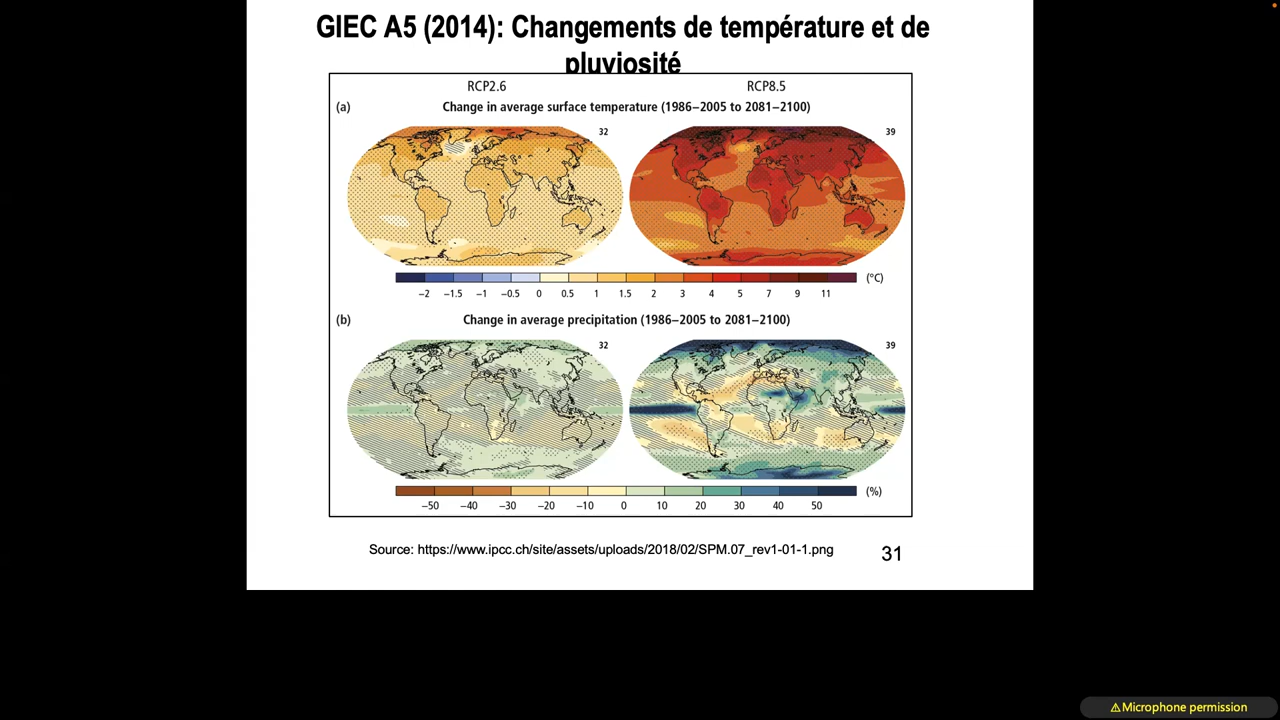 GIEC A5 (2014): Changements de température et de
pluviosité
RCP2.6 RCP8.5
(a) Change in average surface temperature (1986–2005 to 2081–2100)
32 39
−2 −1.5 −1 −0.5 0 0.5 1 1.5 2 3 4 5 7 9 11 (°C)
(b) Change in average precipitation (1986–2005 to 2081–2100)
32 39
−50 −40 −30 −20 −10 0 10 20 30 40 50 (%)
Source: https://www.ipcc.ch/site/assets/uploads/2018/02/SPM.07_rev1-01-1.png
31
⚠Microphone permission